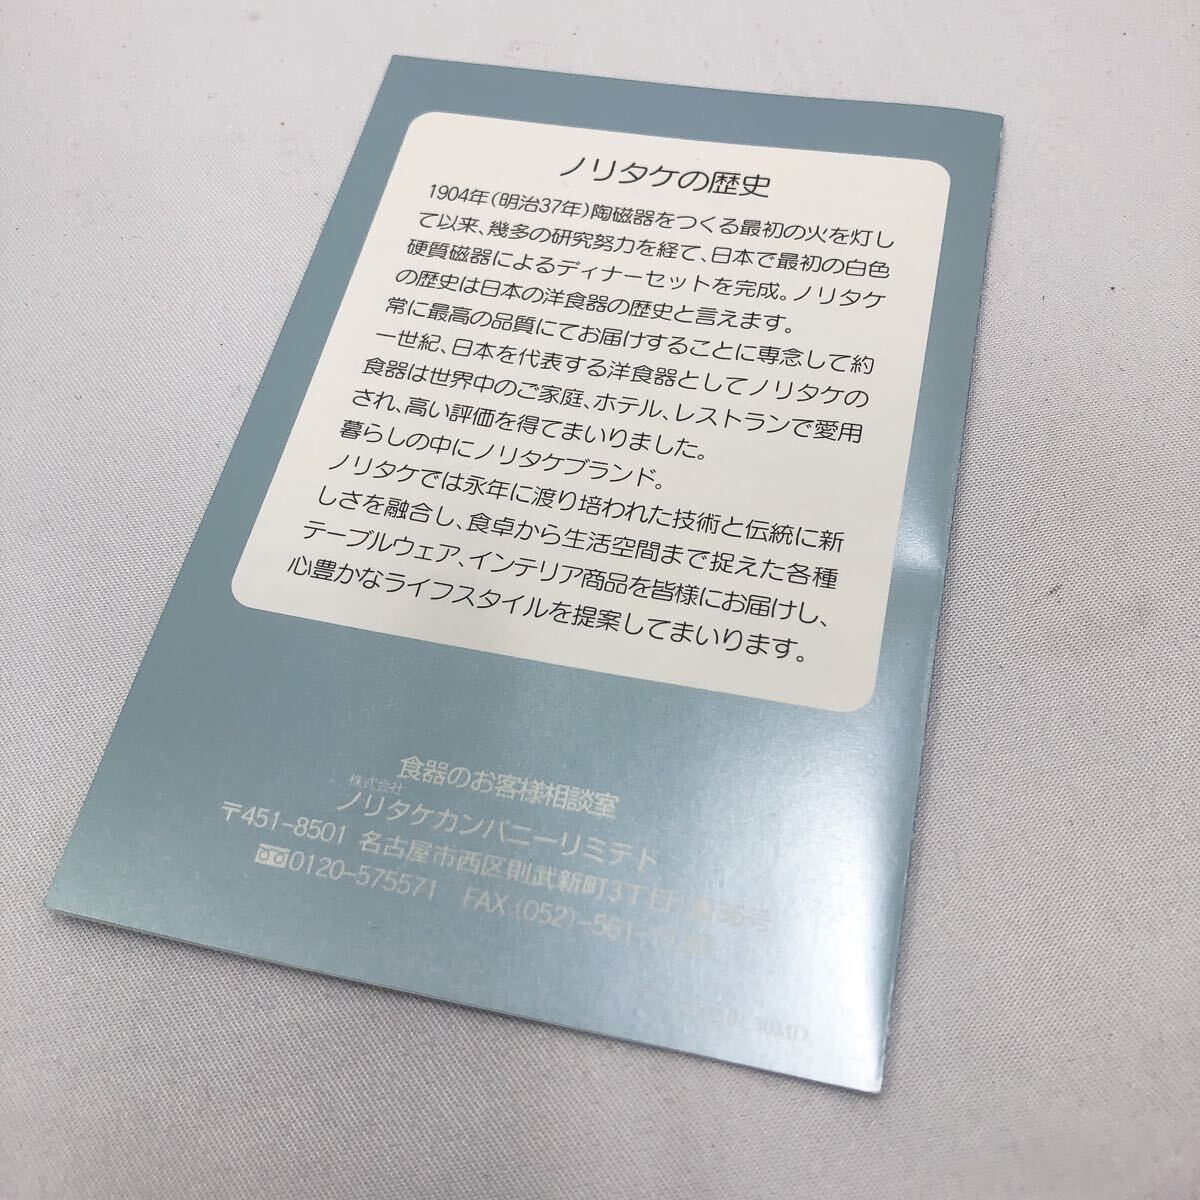 ノリタケの歴史
1904年(明治37年)陶磁器をつくる最初の火を灯し
て以来、幾多の研究努力を経て、日本で最初の白色
硬質磁器によるディナーセットを完成。ノリタケ
の歴史は日本の洋食器の歴史と言えます。
常に最高の品質にてお届けすることに専念して約
一世紀、日本を代表する洋食器としてノリタケの
食器は世界中のご家庭、ホテル、レストランで愛用
され、高い評価を得てまいりました。
暮らしの中にノリタケブランド。
ノリタケでは永年に渡り培われた技術と伝統に新
しさを融合し、食卓から生活空間まで捉えた各種
テーブルウェア、インテリア商品を皆様にお届けし、
心豊かなライフスタイルを提案してまいります。
食器のお客様相談室
株式会社
ノリタケカンパニーリミテド
〒451-8501 名古屋市西区則武新町3丁目1番36号
0120-575571 FAX(052)-561-